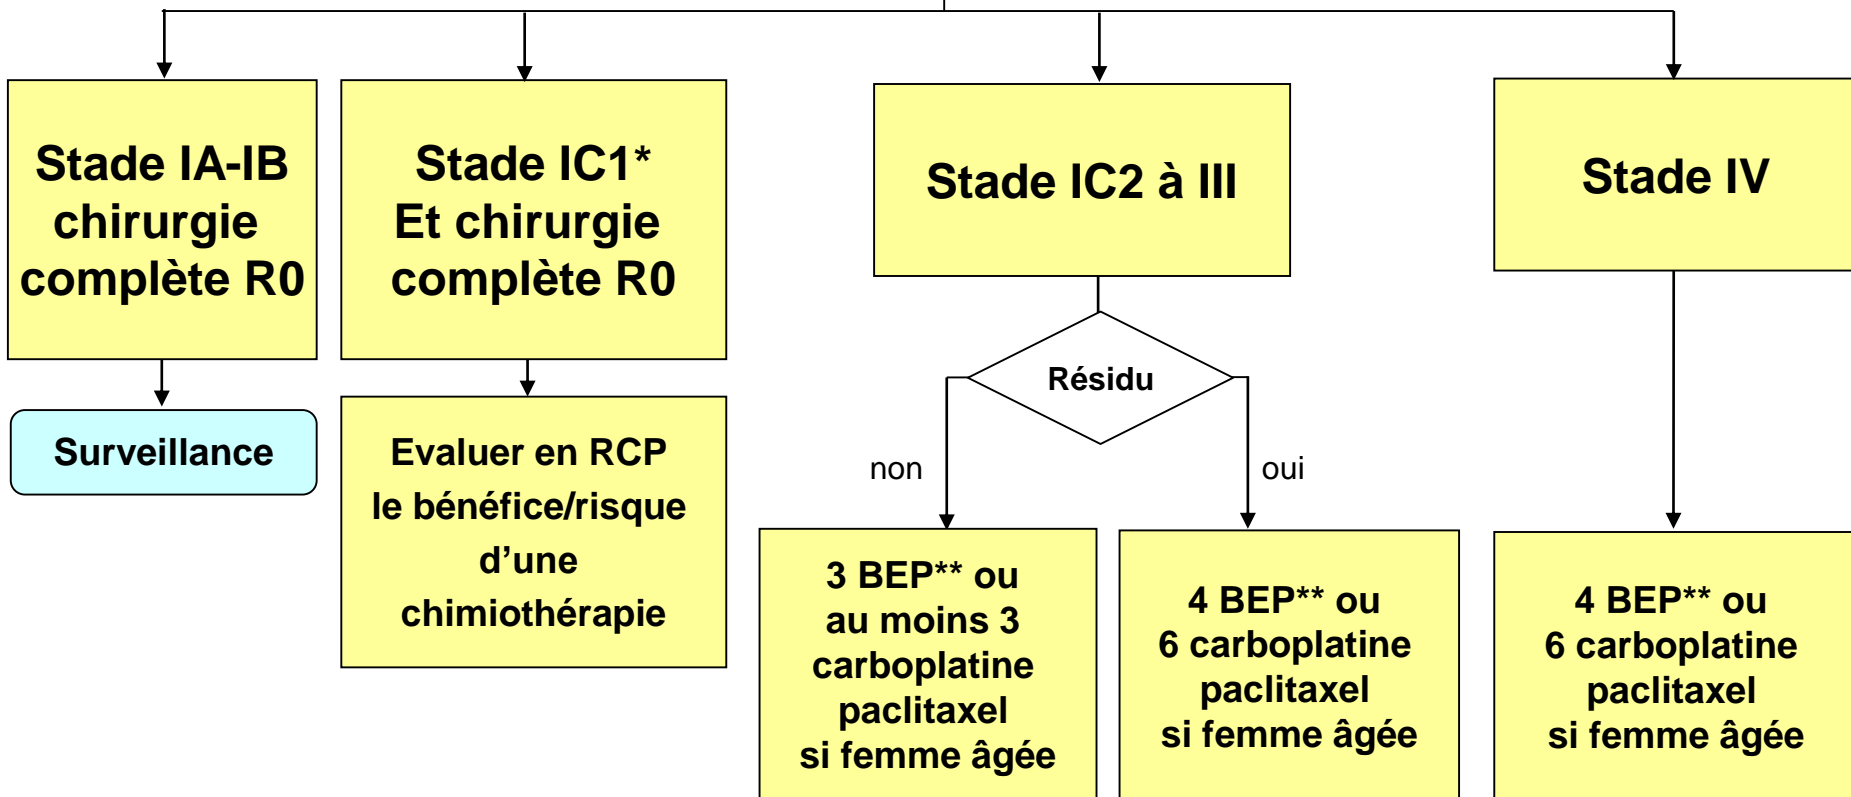 Stade IA-IB
chirurgie
complète R0
Stade IC1*
Et chirurgie
complète R0
Stade IC2 à III
Stade IV
Résidu
Surveillance
Evaluer en RCP
le bénéfice/risque
d’une
chimiothérapie
non
oui
3 BEP** ou
au moins 3
carboplatine
paclitaxel
si femme âgée
4 BEP** ou
6 carboplatine
paclitaxel
si femme âgée
4 BEP** ou
6 carboplatine
paclitaxel
si femme âgée